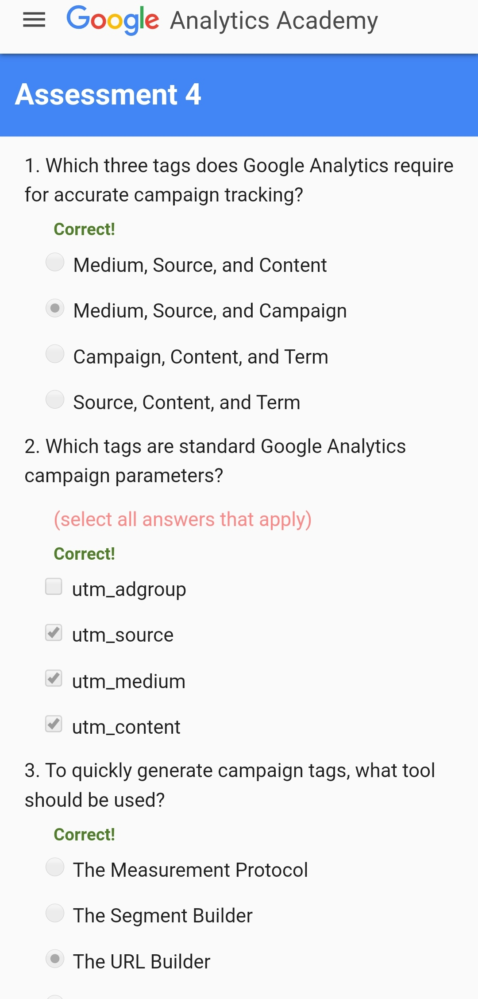 Google Analytics Academy
Assessment 4
1. Which three tags does Google Analytics require
for accurate campaign tracking?
Correct!
Medium, Source, and Content
Medium, Source, and Campaign
Campaign, Content, and Term
Source, Content, and Term
2. Which tags are standard Google Analytics
campaign parameters?
(select all answers that apply)
Correct!
utm_adgroup
utm_source
utm_medium
utm_content
3. To quickly generate campaign tags, what tool
should be used?
Correct!
The Measurement Protocol
The Segment Builder
The URL Builder